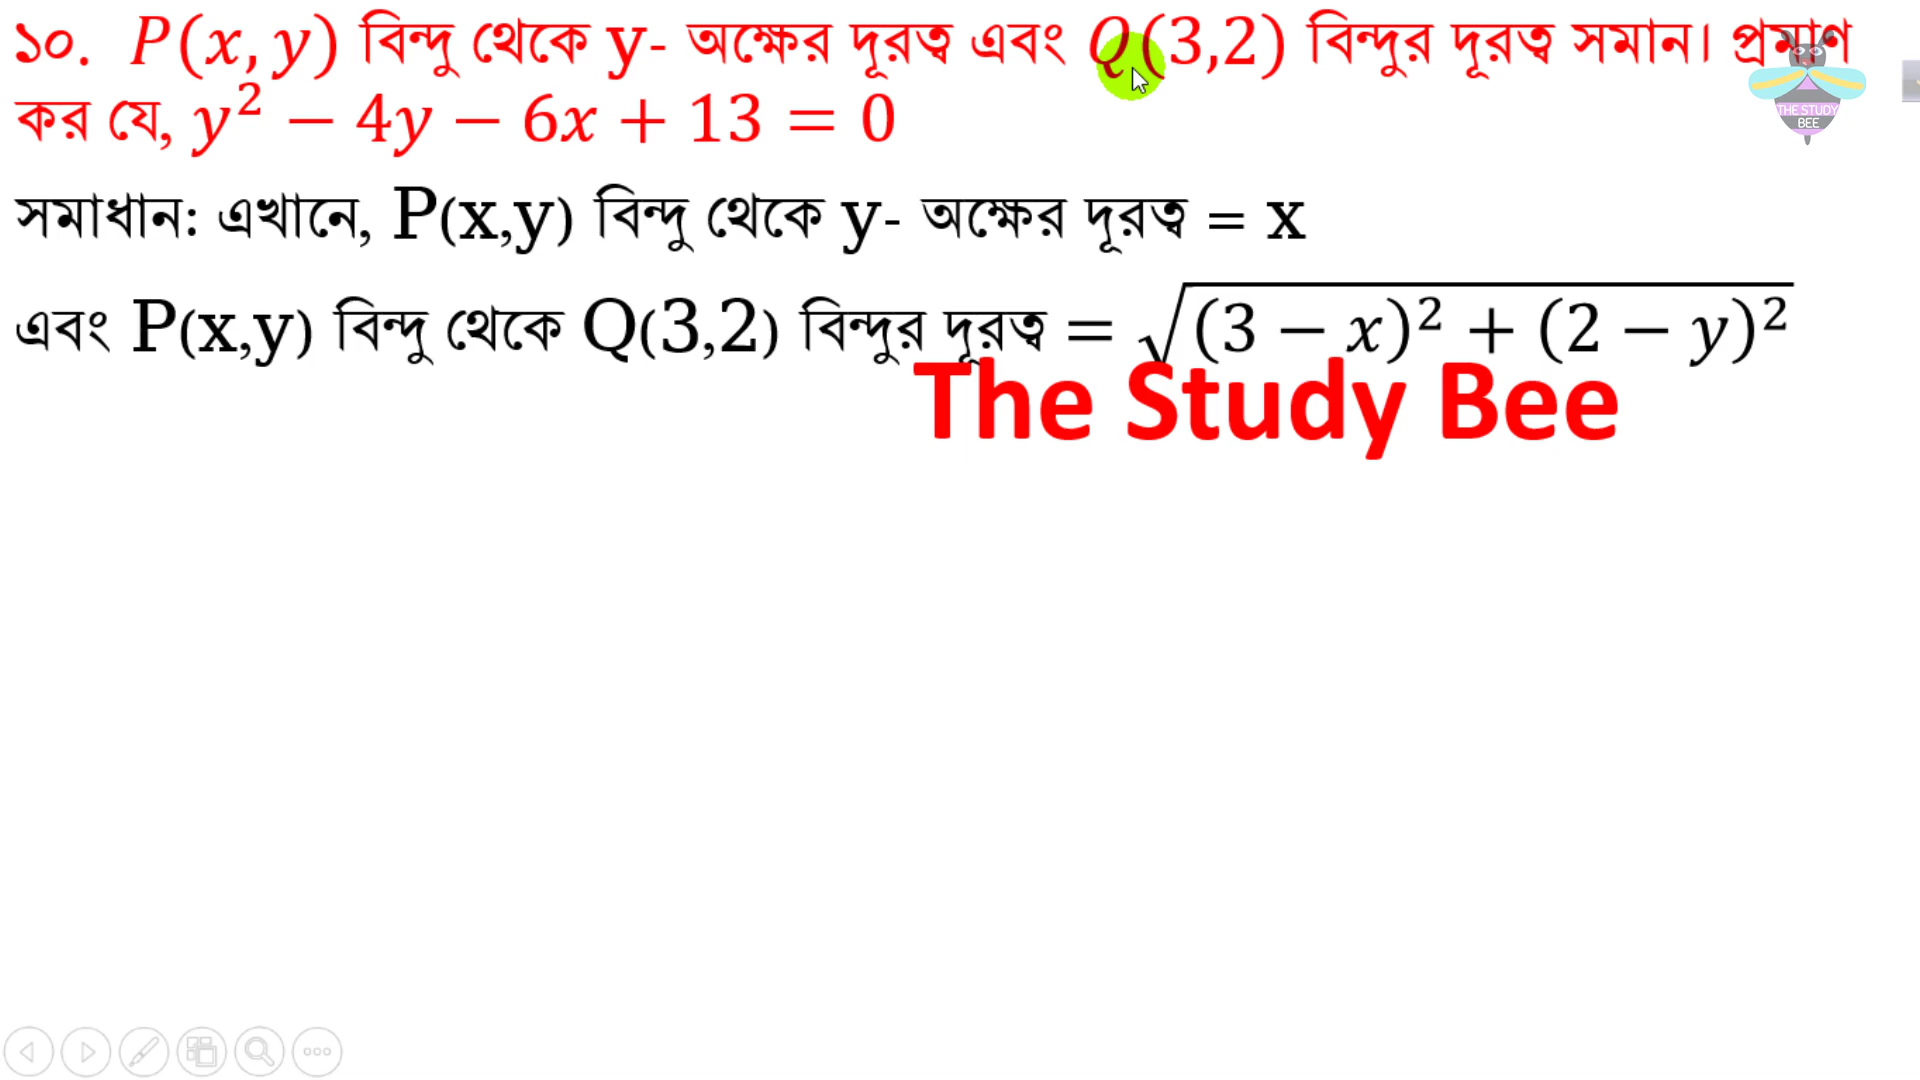 ১০. P(x, y) বিন্দু থেকে y- অক্ষের দূরত্ব এবং Q(3,2) বিন্দুর দূরত্ব সমান। প্রমাণ
কর যে, y² − 4y − 6x + 13 = 0
THE STUDY
BEE
সমাধান: এখানে, P(x,y) বিন্দু থেকে y- অক্ষের দূরত্ব = x
এবং P(x,y) বিন্দু থেকে Q(3,2) বিন্দুর দূরত্ব = √(3 − x)² + (2 − y)²
The Study Bee